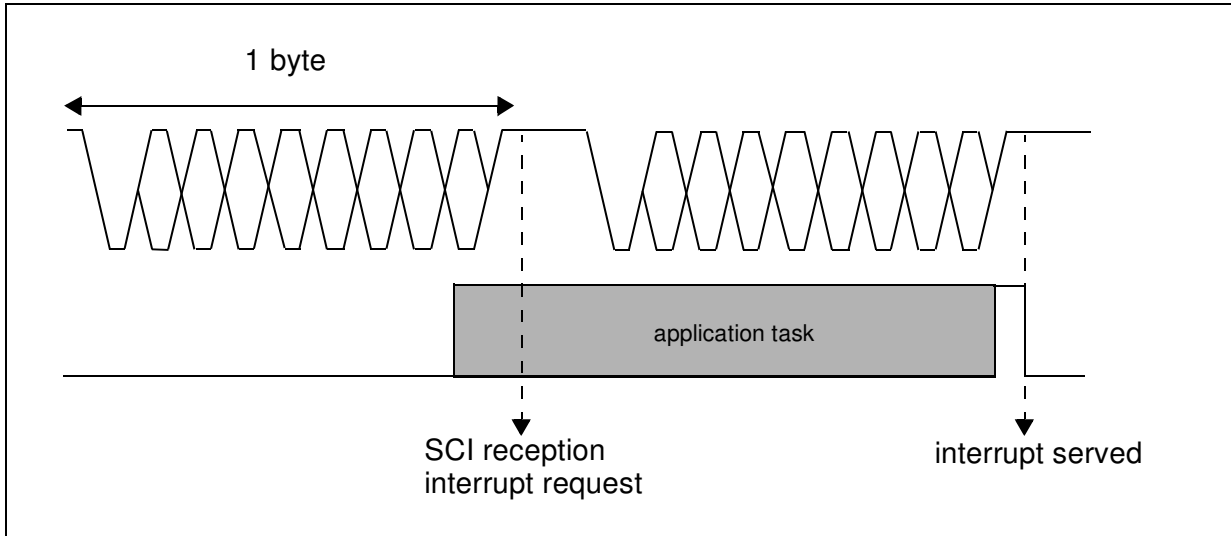 1 byte
application task
SCI reception
interrupt request
interrupt served